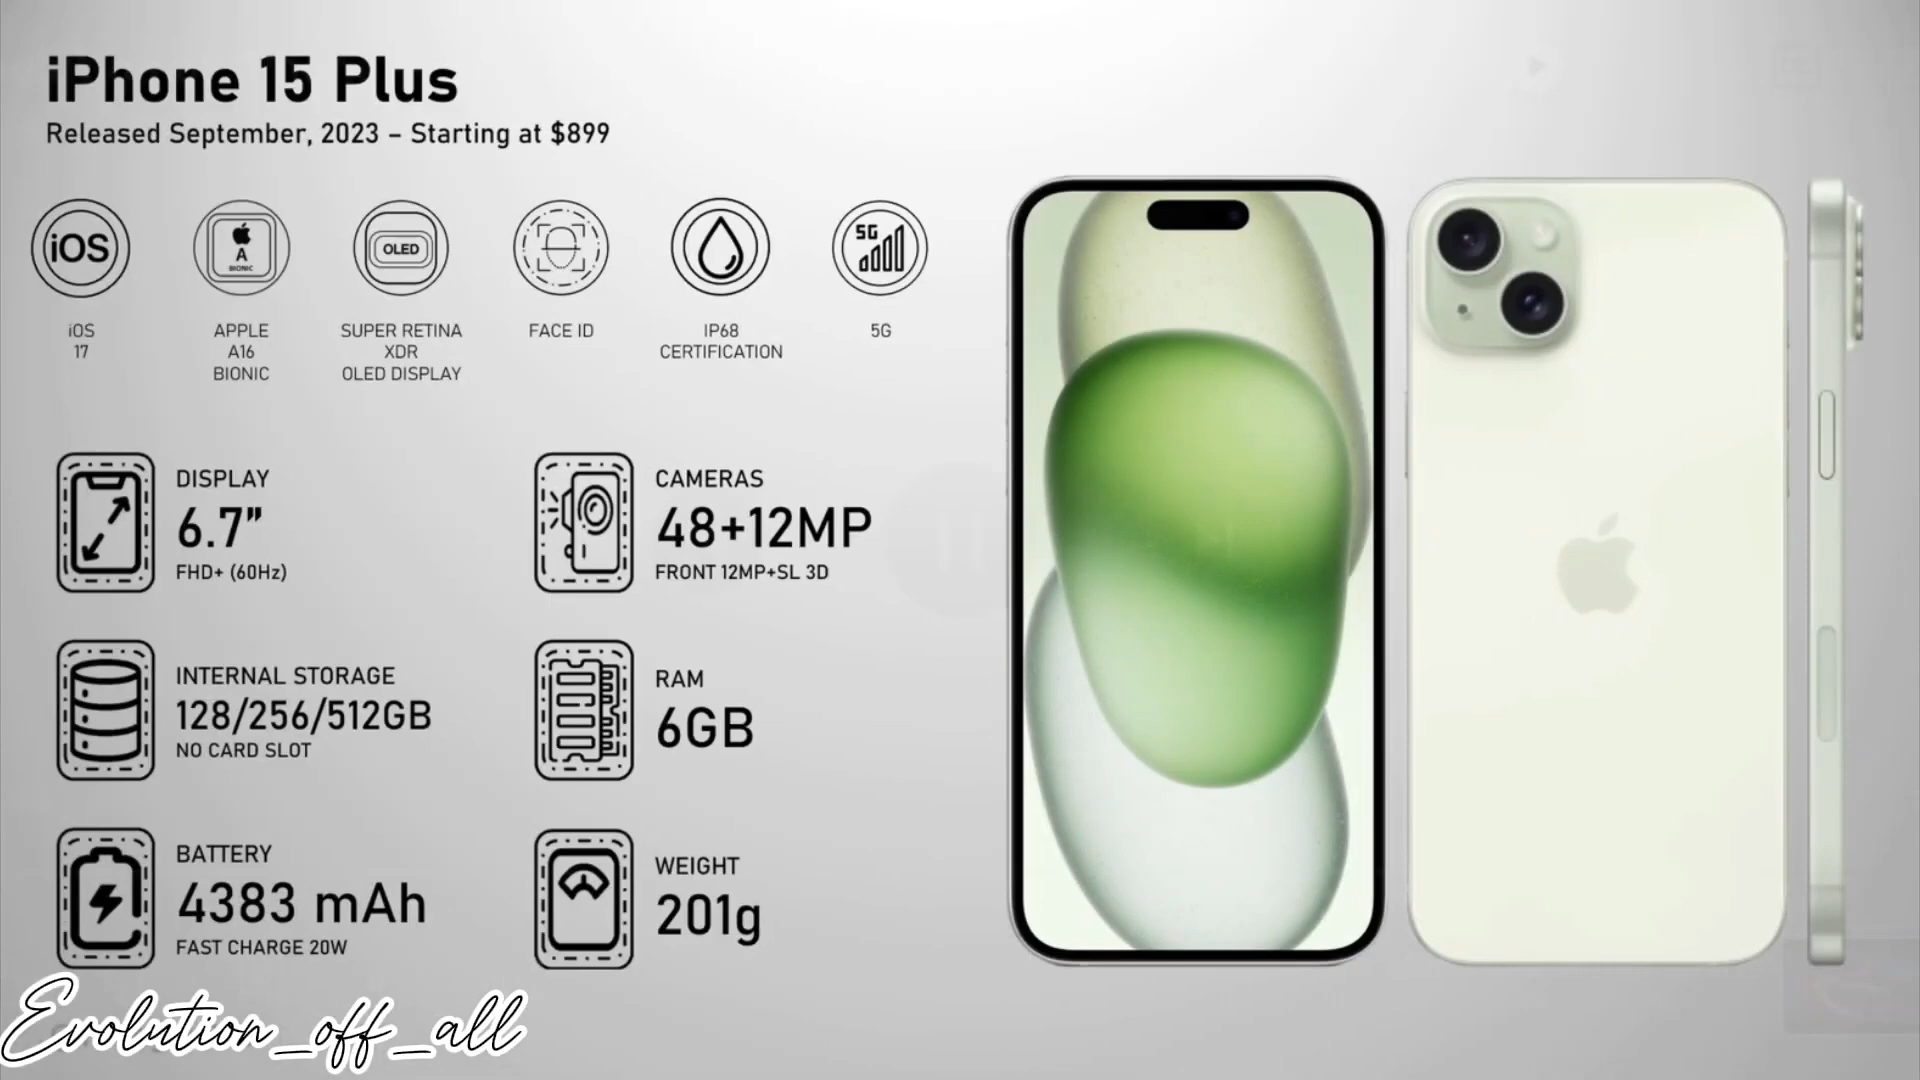 iPhone 15 Plus
Released September, 2023 – Starting at $899
iOS
A
BIONIC
OLED
5G
iOS
17
APPLE
A16
BIONIC
SUPER RETINA
XDR
OLED DISPLAY
FACE ID
IP68
CERTIFICATION
5G
DISPLAY
6.7”
FHD+ (60Hz)
CAMERAS
48+12MP
FRONT 12MP+SL 3D
INTERNAL STORAGE
128/256/512GB
NO CARD SLOT
RAM
6GB
BATTERY
4383 mAh
FAST CHARGE 20W
WEIGHT
201g
Evolution_off_all